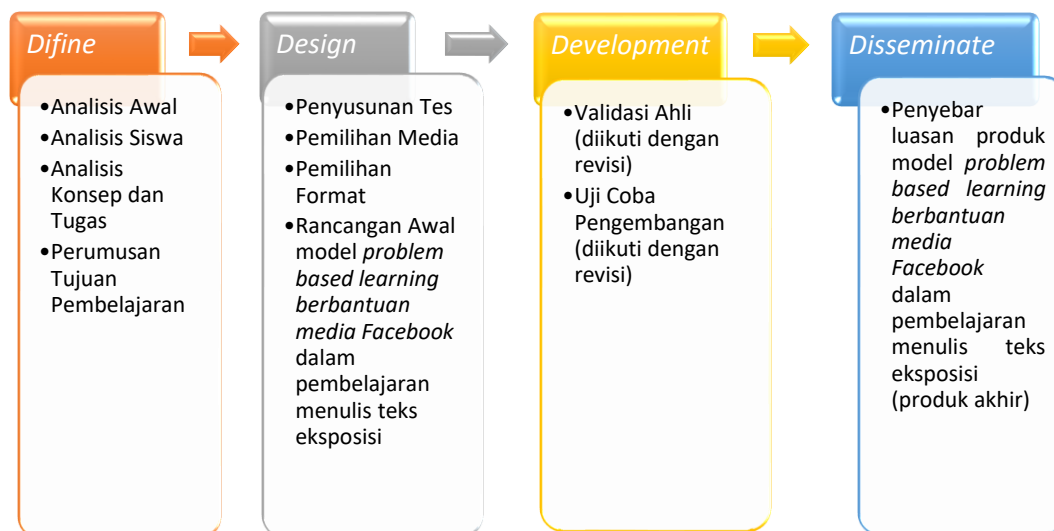 Difine
•Analisis Awal
•Analisis Siswa
•Analisis
Konsep dan
Tugas
•Perumusan
Tujuan
Pembelajaran
Design
•Penyusunan Tes
•Pemilihan Media
•Pemilihan
Format
•Rancangan Awal
model problem
based learning
berbantuan
media Facebook
dalam
pembelajaran
menulis teks
eksposisi
Development
•Validasi Ahli
(diikuti dengan
revisi)
•Uji Coba
Pengembangan
(diikuti dengan
revisi)
Disseminate
•Penyebar
luasan produk
model problem
based learning
berbantuan
media
Facebook
dalam
pembelajaran
menulis teks
eksposisi
(produk akhir)